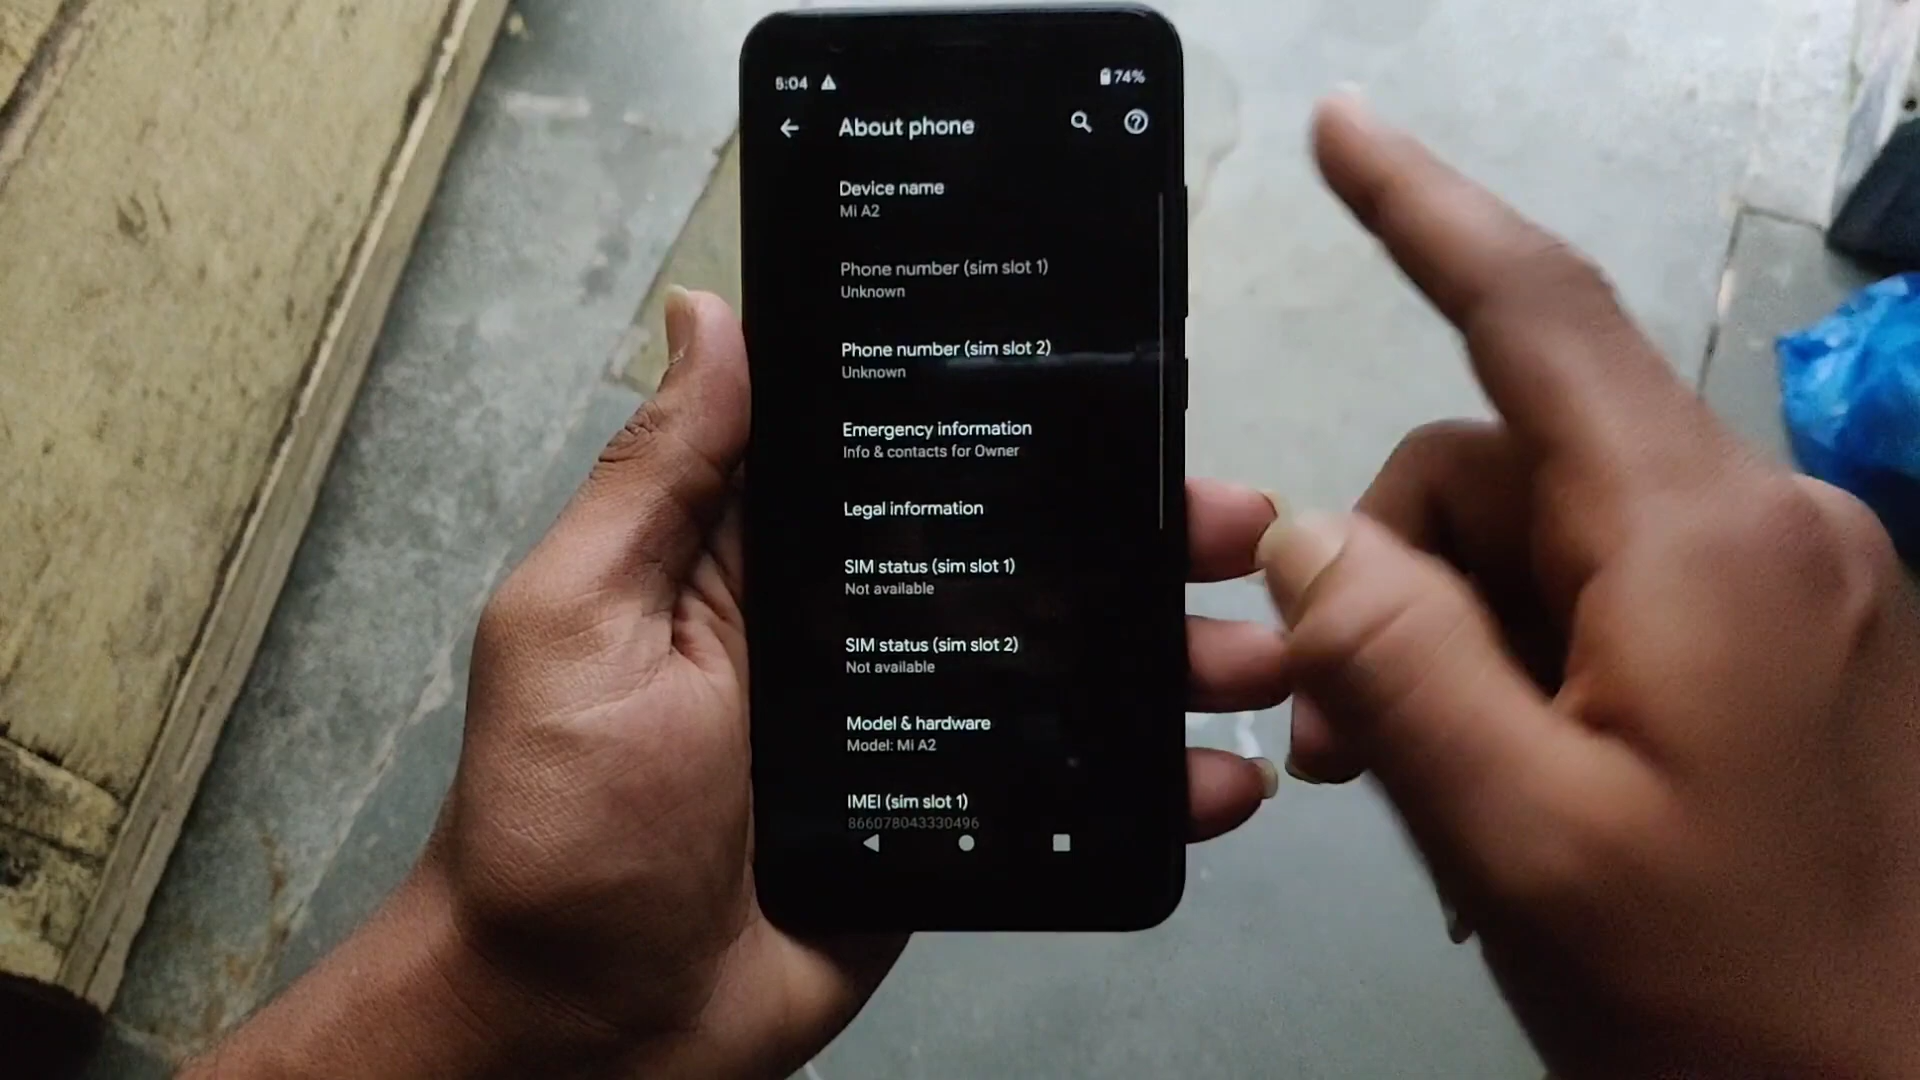 5:04
74%
About phone
Device name
Mi A2
Phone number (sim slot 1)
Unknown
Phone number (sim slot 2)
Unknown
Emergency information
Info & contacts for Owner
Legal information
SIM status (sim slot 1)
Not available
SIM status (sim slot 2)
Not available
Model & hardware
Model: Mi A2
IMEI (sim slot 1)
866078043330496